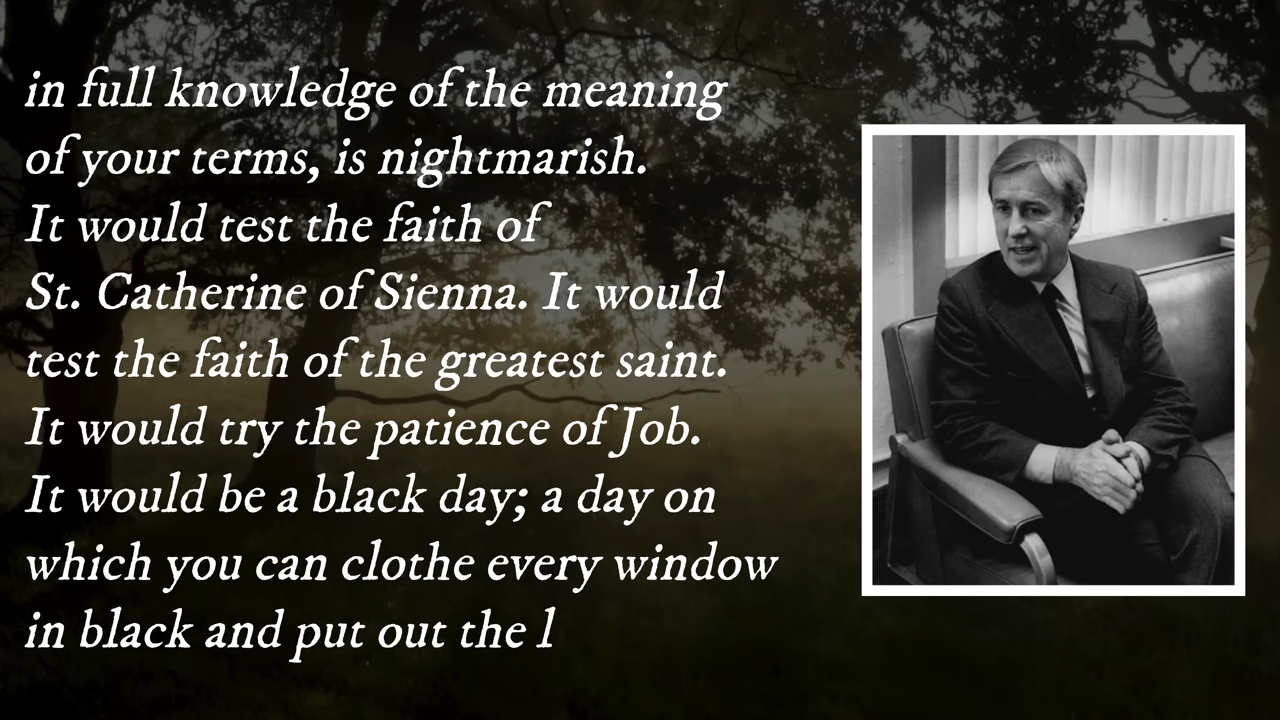 in full knowledge of the meaning
of your terms, is nightmarish.
It would test the faith of
St. Catherine of Sienna. It would
test the faith of the greatest saint.
It would try the patience of Job.
It would be a black day; a day on
which you can clothe every window
in black and put out the l